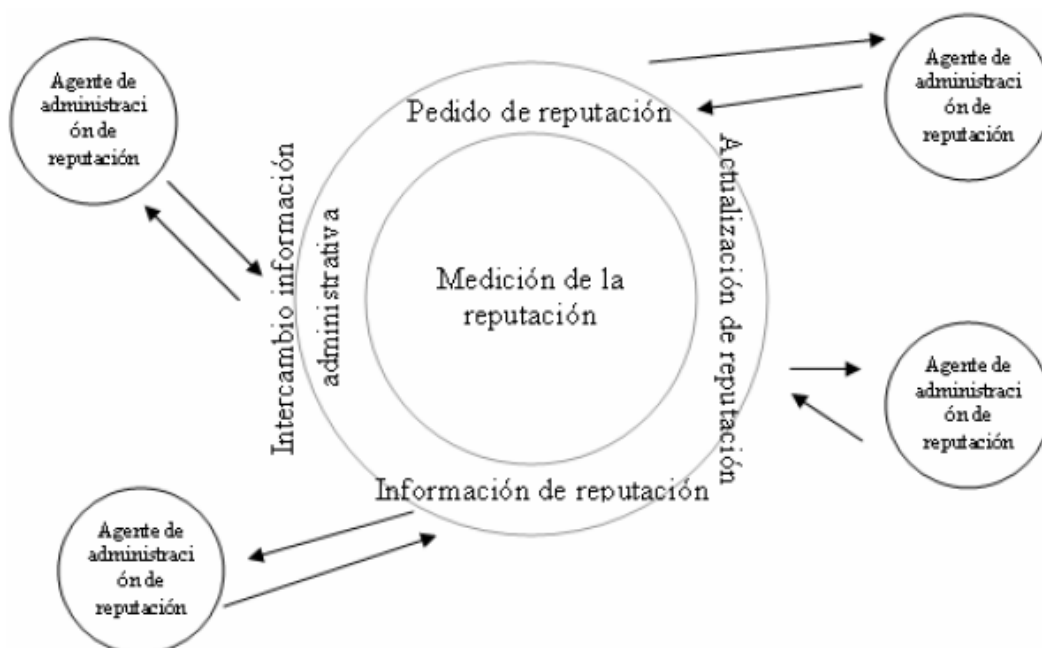 Agente de
administraci
ón de
reputación
Agente de
administraci
ón de
reputación
Pedido de reputación
Intercambio información
administrativa
Medición de la
reputación
Actualización de reputación
Agente de
administraci
ón de
reputación
Información de reputación
Agente de
administraci
ón de
reputación